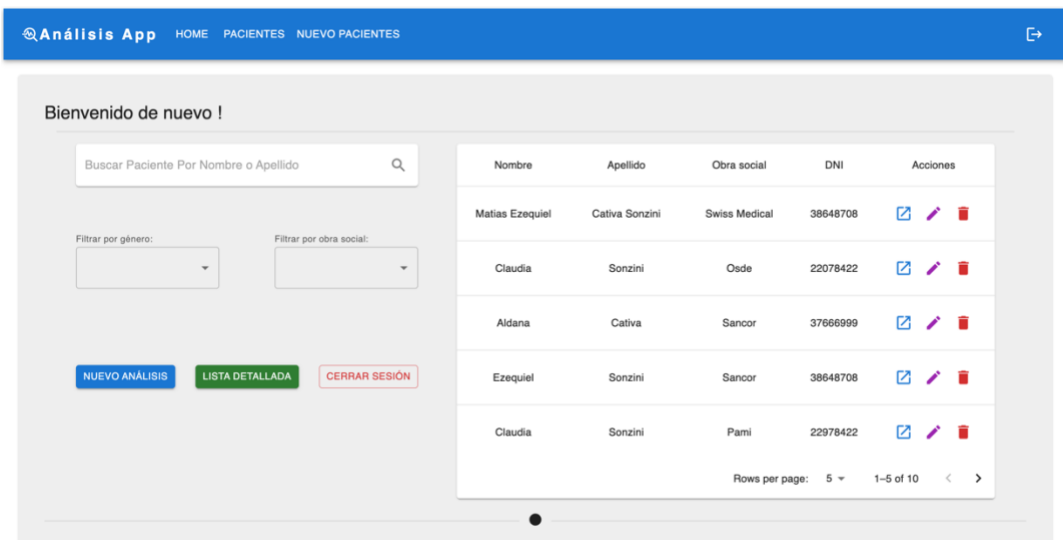 Análisis App HOME PACIENTES NUEVO PACIENTES
Bienvenido de nuevo !
Buscar Paciente Por Nombre o Apellido
Filtrar por género: Filtrar por obra social:
NUEVO ANÁLISIS LISTA DETALLADA CERRAR SESIÓN
Nombre Apellido Obra social DNI Acciones
Matias Ezequiel Cativa Sonzini Swiss Medical 38648708
Claudia Sonzini Osde 22078422
Aldana Cativa Sancor 37666999
Ezequiel Sonzini Sancor 38648708
Claudia Sonzini Pami 22978422
Rows per page: 5 1–5 of 10